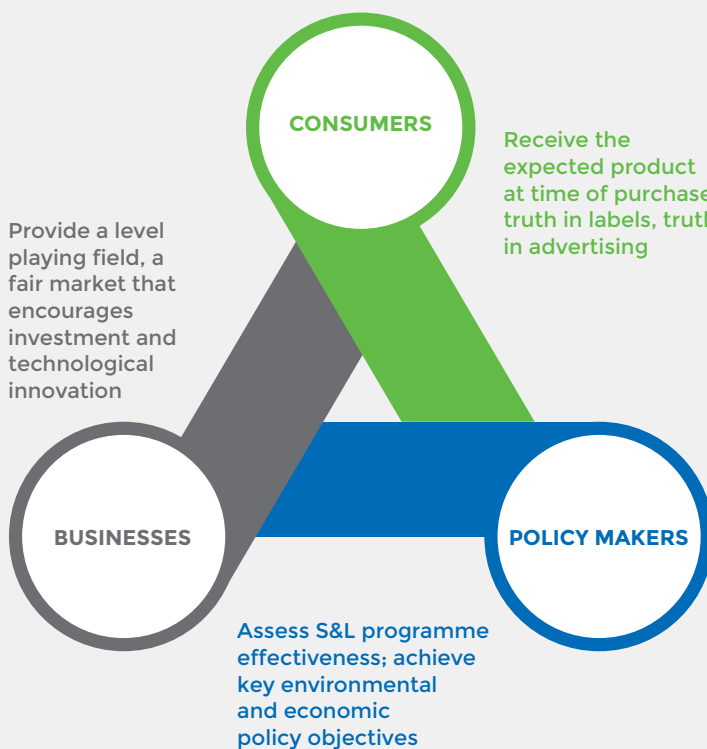 CONSUMERS
Receive the
expected product
at time of purchase
truth in labels, truth
in advertising
Provide a level
playing field, a
fair market that
encourages
investment and
technological
innovation
BUSINESSES
POLICY MAKERS
Assess S&L programme
effectiveness; achieve
key environmental
and economic
policy objectives